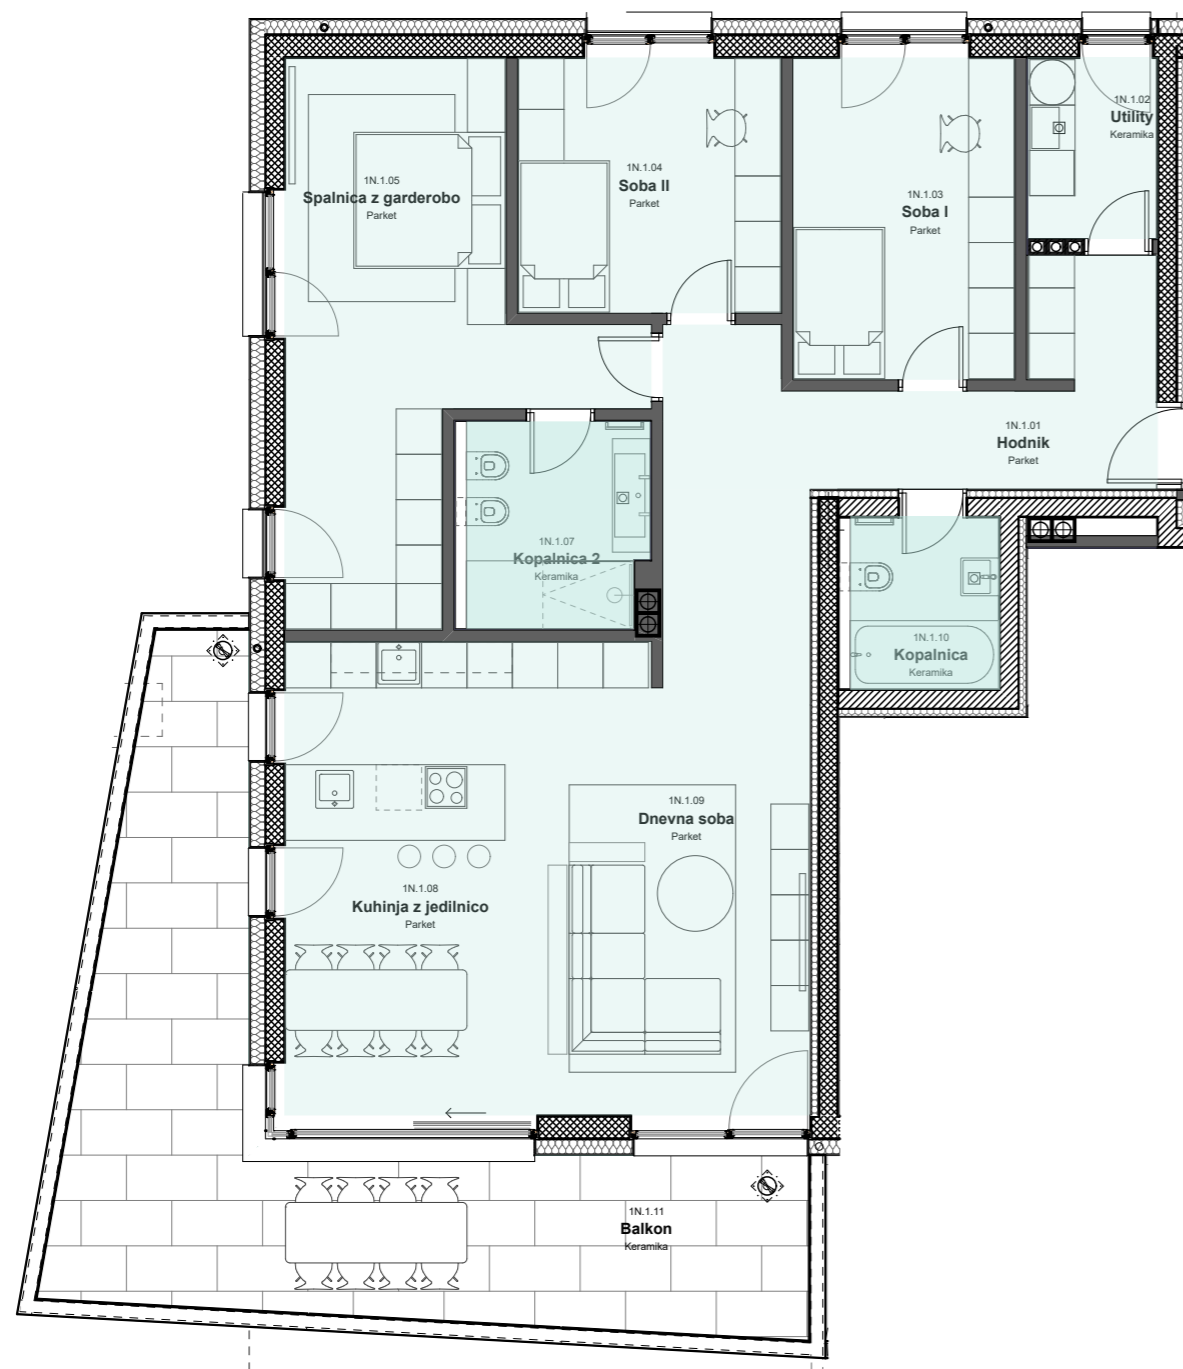 1N.1.02
Utility
Keramika
1N.1.04
Soba II
Parket
1N.1.05
Spalnica z garderobo
Parket
1N.1.03
Soba I
Parket
1N.1.01
Hodnik
Parket
1N.1.07
Kopalnica 2
Keramika
1N.1.10
Kopalnica
Keramika
1N.1.09
Dnevna soba
Parket
1N.1.08
Kuhinja z jedilnico
Parket
1N.1.11
Balkon
Keramika